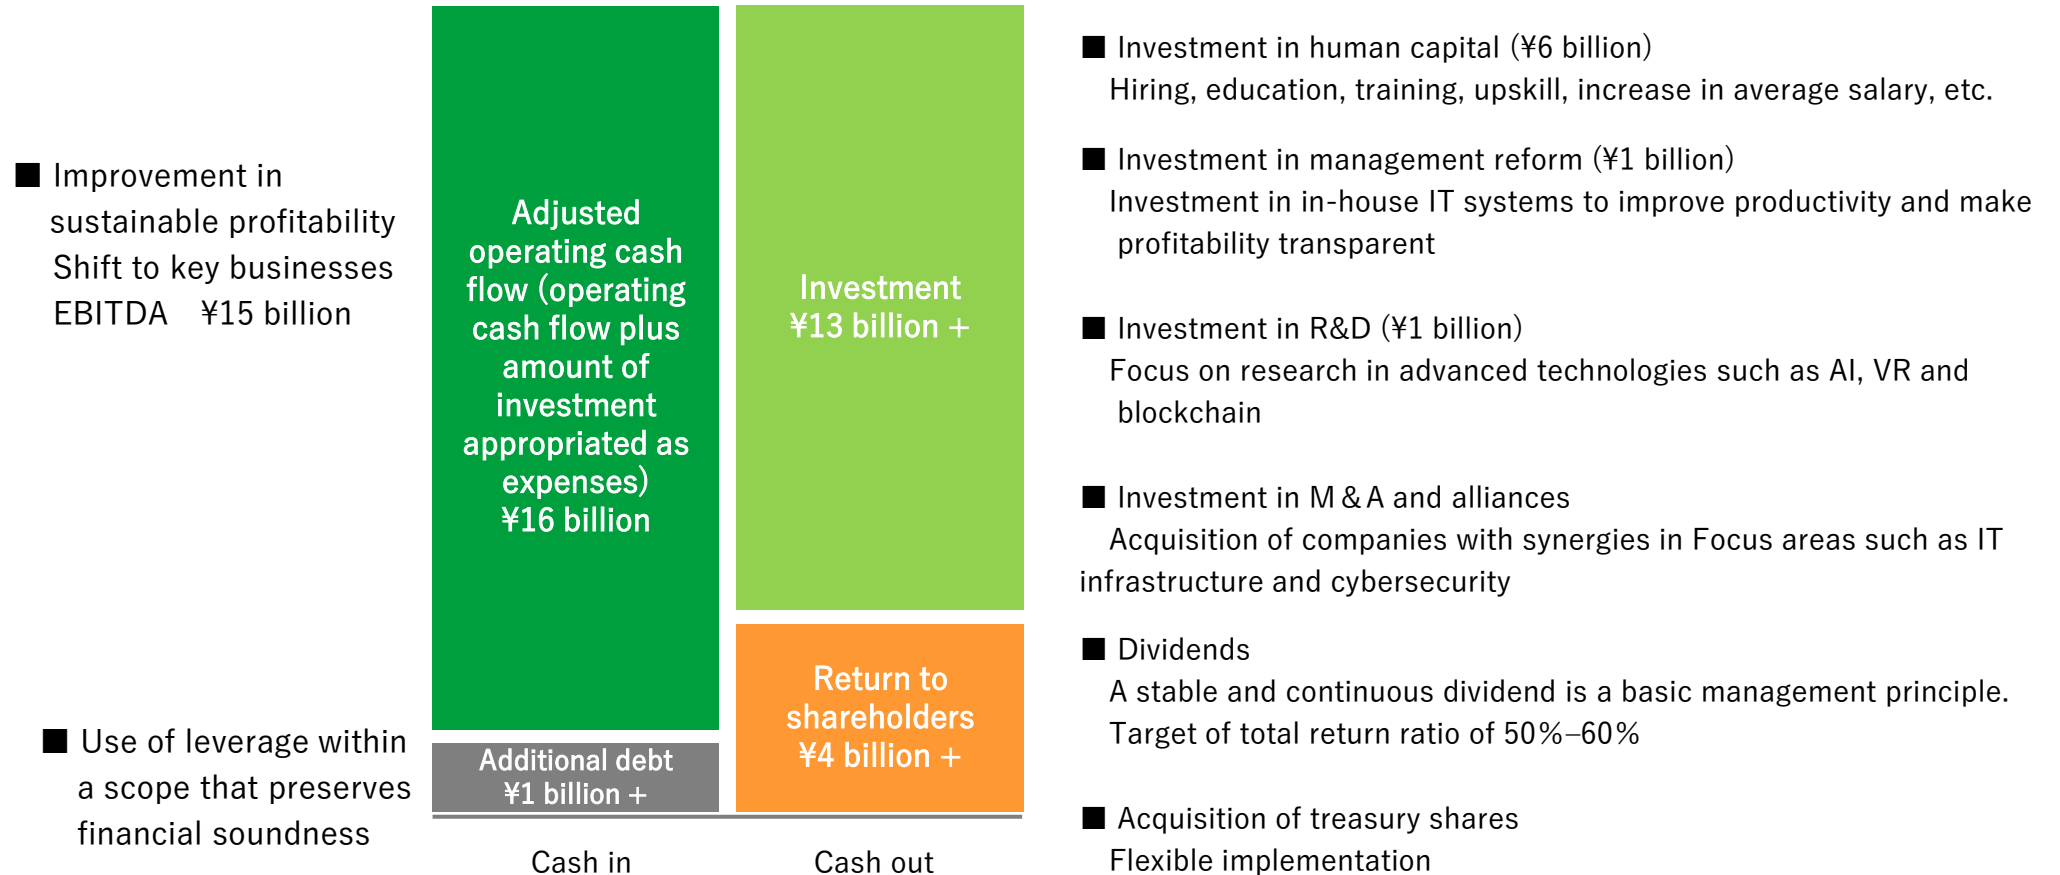 ■ Improvement in
sustainable profitability
Shift to key businesses
EBITDA　¥15 billion
■ Use of leverage within
a scope that preserves
financial soundness
Adjusted
operating cash
flow (operating
cash flow plus
amount of
investment
appropriated as
expenses)
¥16 billion
Additional debt
¥1 billion +
Cash in
Investment
¥13 billion +
Return to
shareholders
¥4 billion +
Cash out
■ Investment in human capital (¥6 billion)
Hiring, education, training, upskill, increase in average salary, etc.
■ Investment in management reform (¥1 billion)
Investment in in-house IT systems to improve productivity and make
profitability transparent
■ Investment in R&D (¥1 billion)
Focus on research in advanced technologies such as AI, VR and
blockchain
■ Investment in M＆A and alliances
Acquisition of companies with synergies in Focus areas such as IT
infrastructure and cybersecurity
■ Dividends
A stable and continuous dividend is a basic management principle.
Target of total return ratio of 50%–60%
■ Acquisition of treasury shares
Flexible implementation